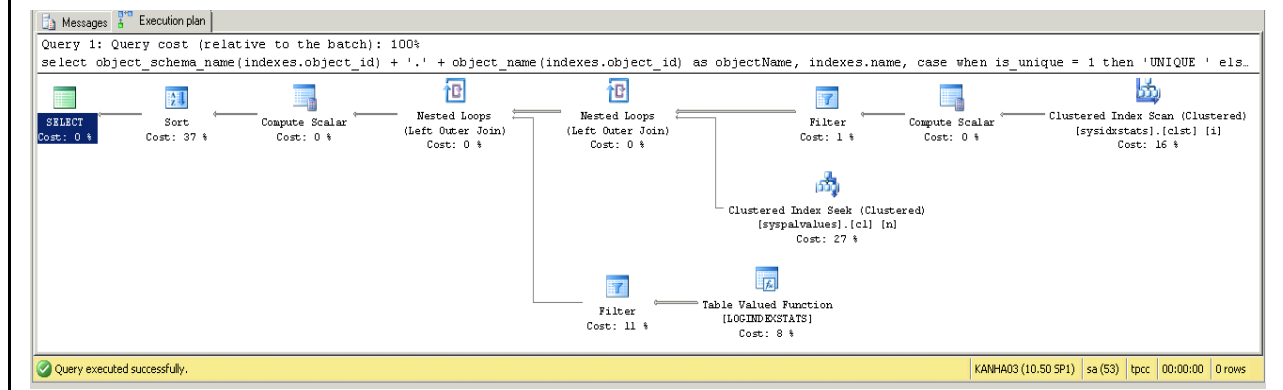 Messages Execution plan
Query 1: Query cost (relative to the batch): 100%
select object_schema_name(indexes.object_id) + '.' + object_name(indexes.object_id) as objectName, indexes.name, case when is_unique = 1 then 'UNIQUE ' els…
SELECT
Cost: 0 %
Sort
Cost: 37 %
Compute Scalar
Cost: 0 %
Nested Loops
(Left Outer Join)
Cost: 0 %
Nested Loops
(Left Outer Join)
Cost: 0 %
Filter
Cost: 1 %
Compute Scalar
Cost: 0 %
Clustered Index Scan (Clustered)
[sysidxstats].[clst] [i]
Cost: 16 %
Clustered Index Seek (Clustered)
[syspalvalues].[cl] [n]
Cost: 27 %
Filter
Cost: 11 %
Table Valued Function
[LOGINDEXSTATS]
Cost: 8 %
Query executed successfully. KANHA03 (10.50 SP1) sa (53) tpcc 00:00:00 0 rows